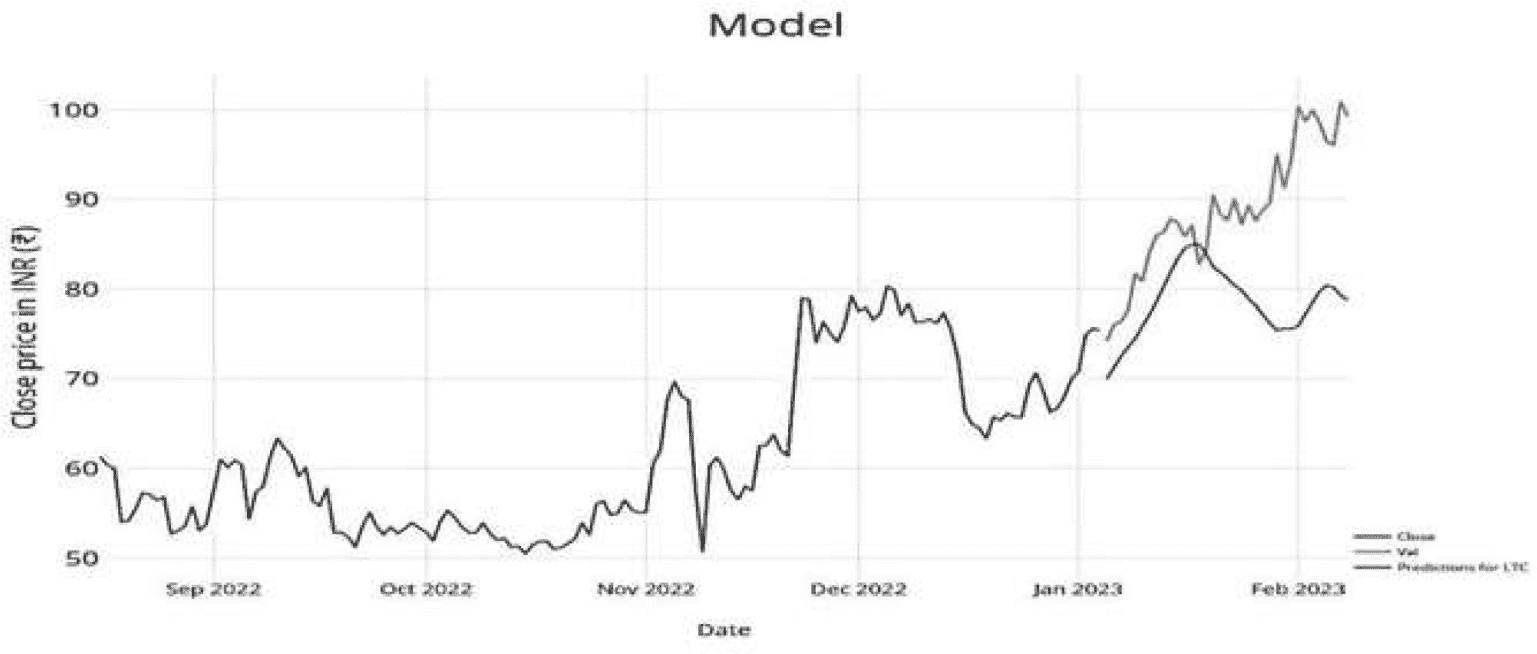 Model
Close price in INR (₹)
100
90
80
70
60
50
Sep 2022 Oct 2022 Nov 2022 Dec 2022 Jan 2023 Feb 2023
Date
Close
Val
Predictions for LTC